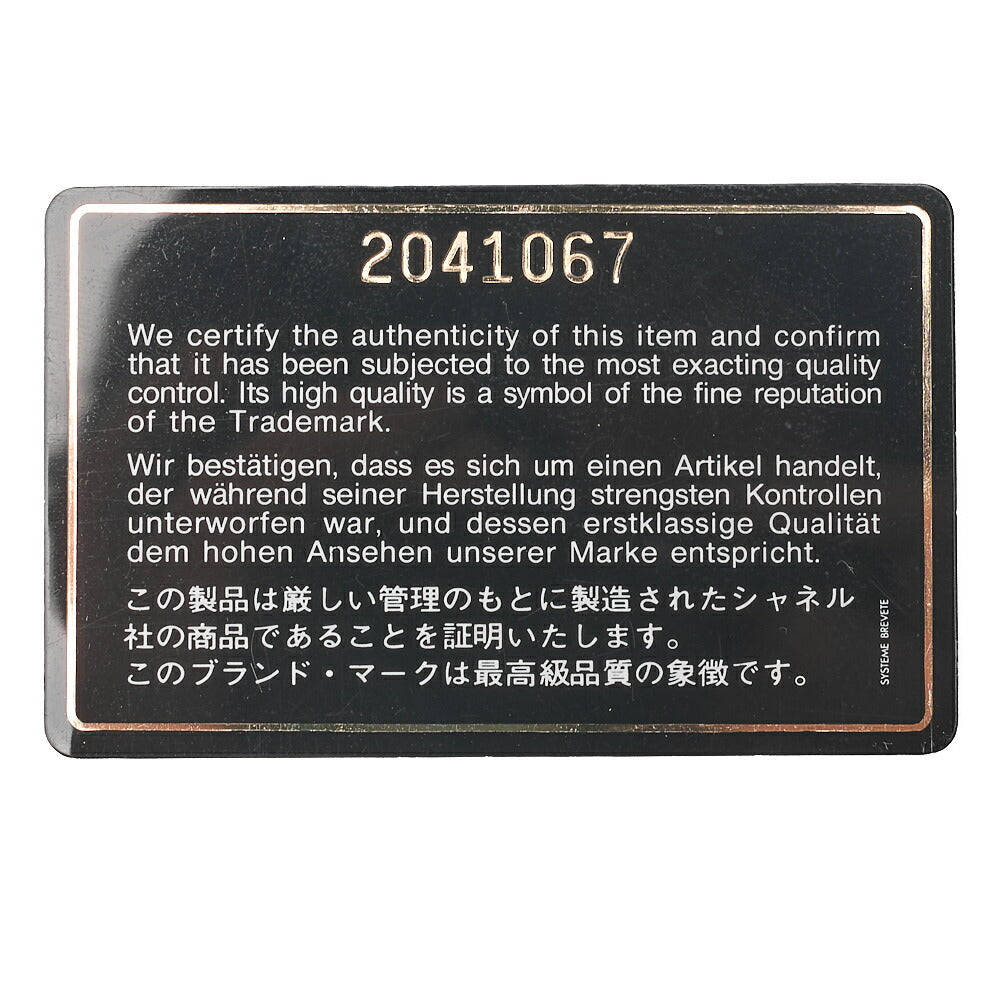 2041067
We certify the authenticity of this item and confirm
that it has been subjected to the most exacting quality
control. Its high quality is a symbol of the fine reputation
of the Trademark.
Wir bestätigen, dass es sich um einen Artikel handelt,
der während seiner Herstellung strengsten Kontrollen
unterworfen war, und dessen erstklassige Qualität
dem hohen Ansehen unserer Marke entspricht.
この製品は厳しい管理のもとに製造されたシャネル
社の商品であることを証明いたします。
このブランド・マークは最高級品質の象徴です。
SYSTEME BREVETE